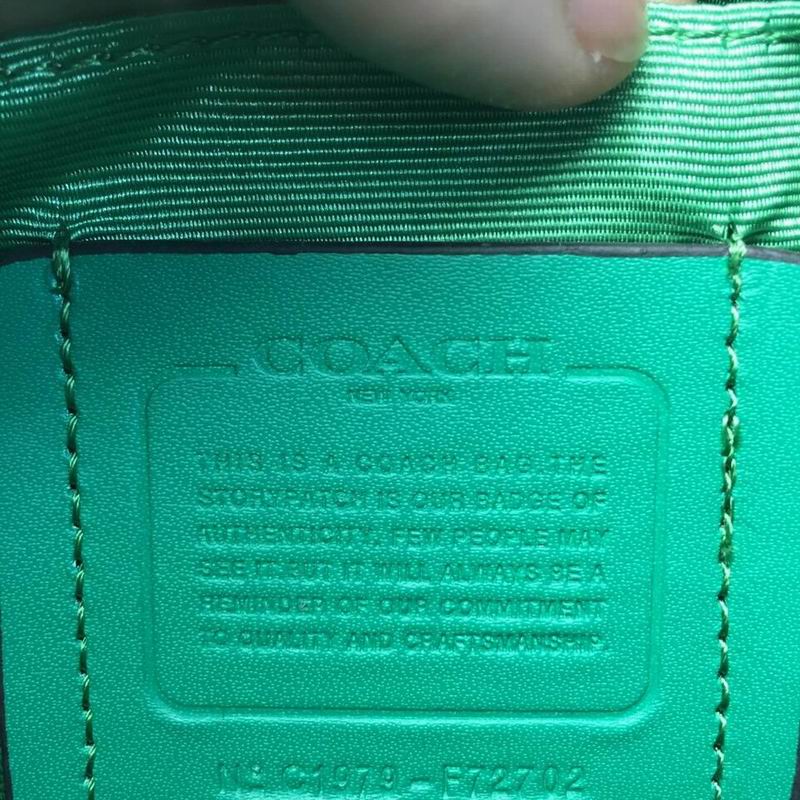 COACH
NEW YORK
THIS IS A COACH BAG. THE
STORYPATCH IS OUR BADGE OF
AUTHENTICITY. FEW PEOPLE MAY
SEE IT BUT IT WILL ALWAYS BE A
REMINDER OF OUR COMMITMENT
TO QUALITY AND CRAFTSMANSHIP.
C1979-F72702